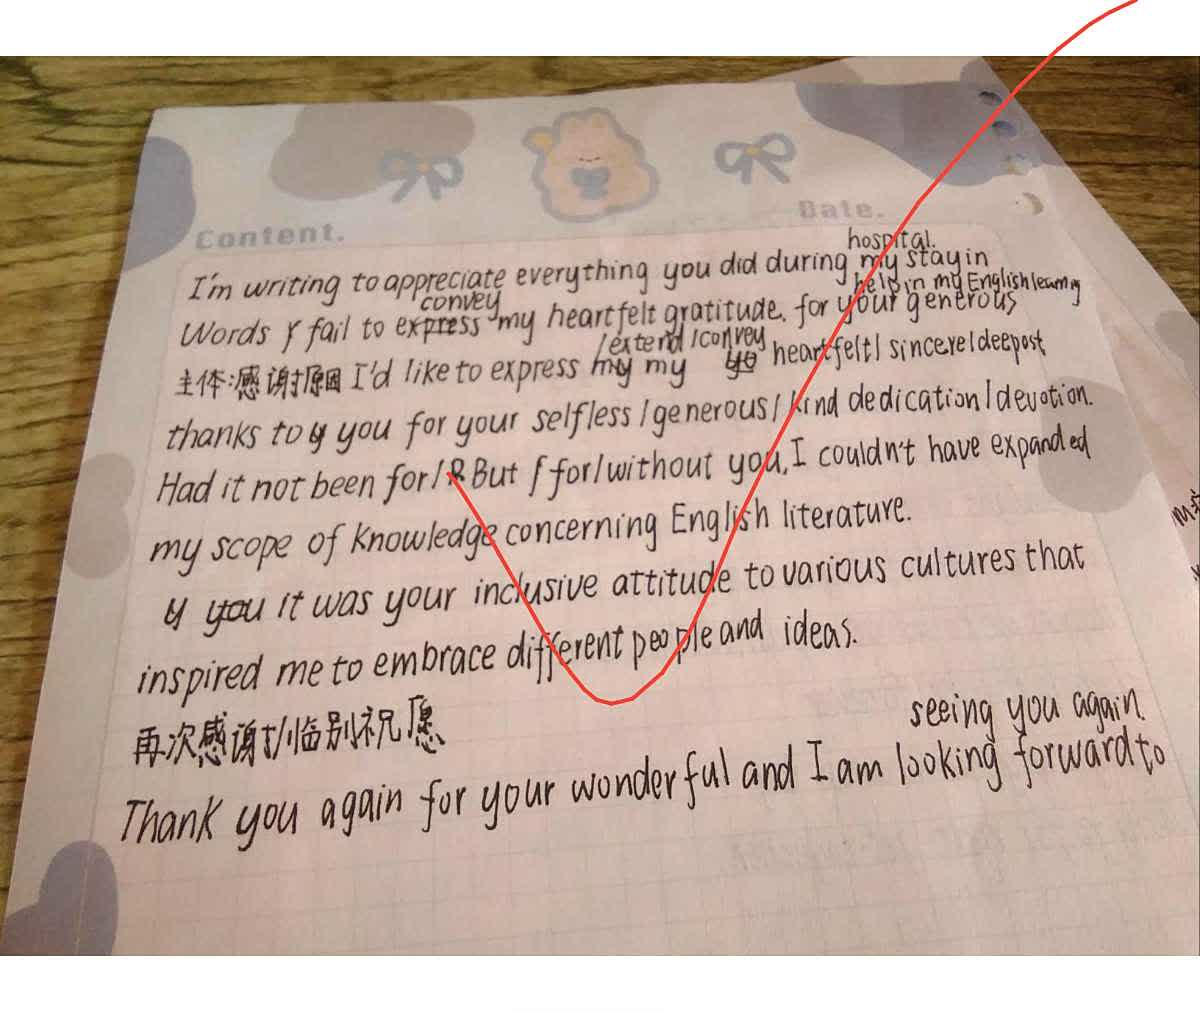 Content.
Date.
hospital.
I'm writing to appreciate everything you did during my stay in
convey
help in my English learning
Words fail to express my heartfelt gratitude. for your generous
/extend/convey
主体:感谢+原因 I'd like to express my my heartfelt/sincere/deepest
thanks to you for your selfless/generous/kind dedication/devotion.
Had it not been for/But for/without you, I couldn't have expanded
my scope of knowledge concerning English literature.
you it was your inclusive attitude to various cultures that
inspired me to embrace different people and ideas.
再次感谢+临别祝愿
seeing you again.
Thank you again for your wonderful and I am looking forward to